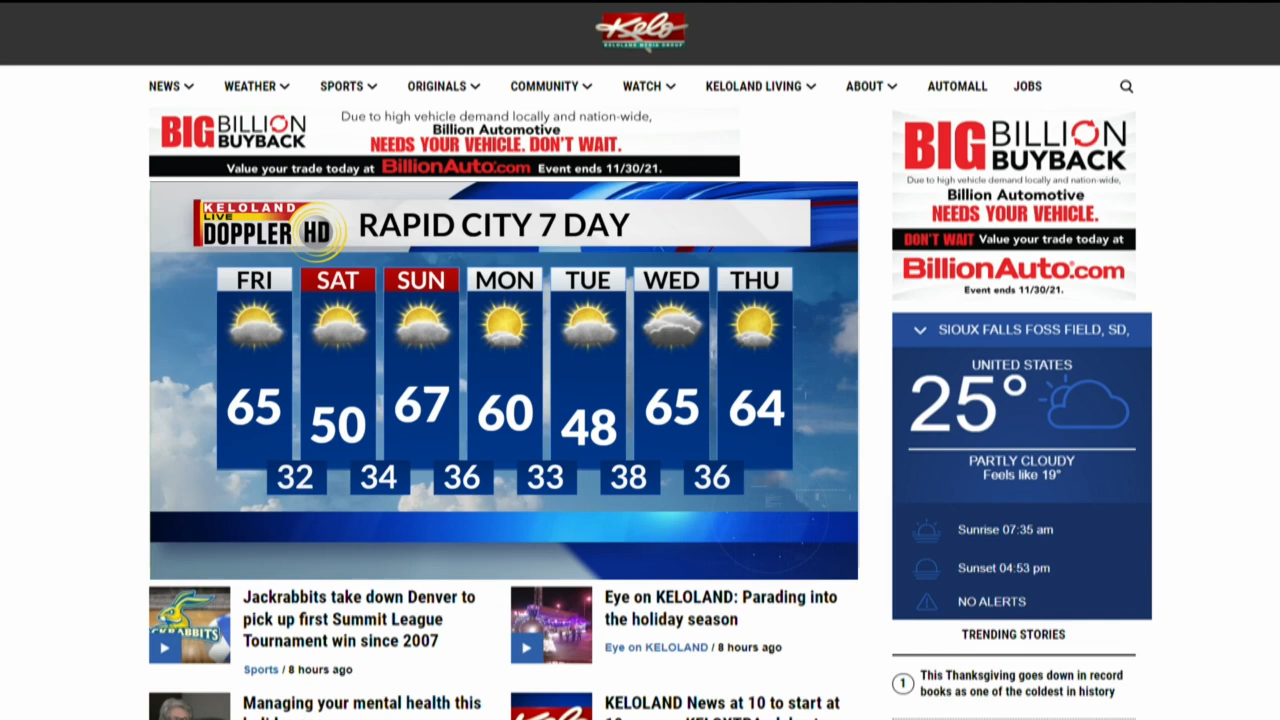 Kelo
KELOLAND MEDIA GROUP
NEWS WEATHER SPORTS ORIGINALS COMMUNITY WATCH KELOLAND LIVING ABOUT AUTOMALL JOBS
BIG BILLION BUYBACK
Due to high vehicle demand locally and nation-wide,
Billion Automotive
NEEDS YOUR VEHICLE. DON'T WAIT.
Value your trade today at BillionAuto.com Event ends 11/30/21.
KELOLAND
LIVE
DOPPLER HD
RAPID CITY 7 DAY
FRI SAT SUN MON TUE WED THU
65 50 67 60 48 65 64
32 34 36 33 38 36
Jackrabbits take down Denver to
pick up first Summit League
Tournament win since 2007
Sports / 8 hours ago
Eye on KELOLAND: Parading into
the holiday season
Eye on KELOLAND / 8 hours ago
Managing your mental health this
KELOLAND News at 10 to start at
BIG BILLION
BUYBACK
Due to high vehicle demand locally and nation-wide,
Billion Automotive
NEEDS YOUR VEHICLE.
DON'T WAIT Value your trade today at
BillionAuto.com
Event ends 11/30/21.
SIOUX FALLS FOSS FIELD, SD,
UNITED STATES
25°
PARTLY CLOUDY
Feels like 19°
Sunrise 07:35 am
Sunset 04:53 pm
NO ALERTS
TRENDING STORIES
1 This Thanksgiving goes down in record
books as one of the coldest in history